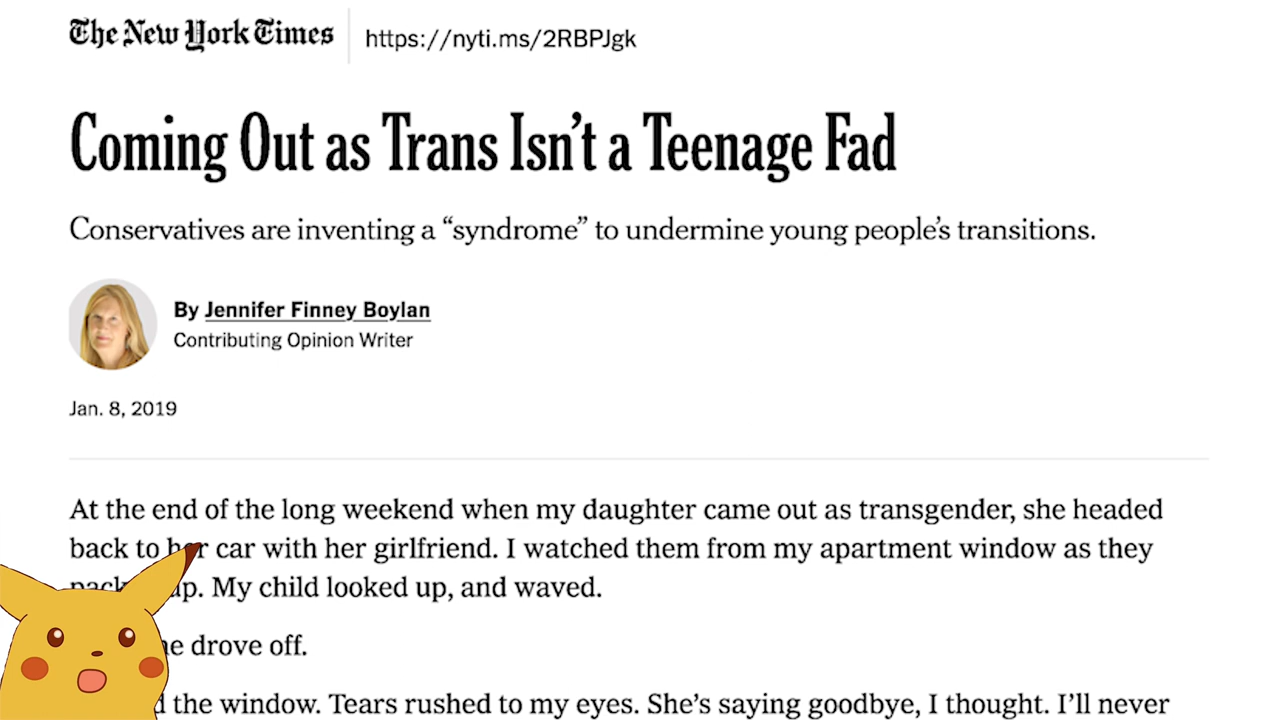 The New York Times
https://nyti.ms/2RBPJgk
Coming Out as Trans Isn't a Teenage Fad
Conservatives are inventing a “syndrome” to undermine young people's transitions.
By Jennifer Finney Boylan
Contributing Opinion Writer
Jan. 8, 2019
At the end of the long weekend when my daughter came out as transgender, she headed
back to her car with her girlfriend. I watched them from my apartment window as they
up. My child looked up, and waved.
drove off.
the window. Tears rushed to my eyes. She's saying goodbye, I thought. I'll never